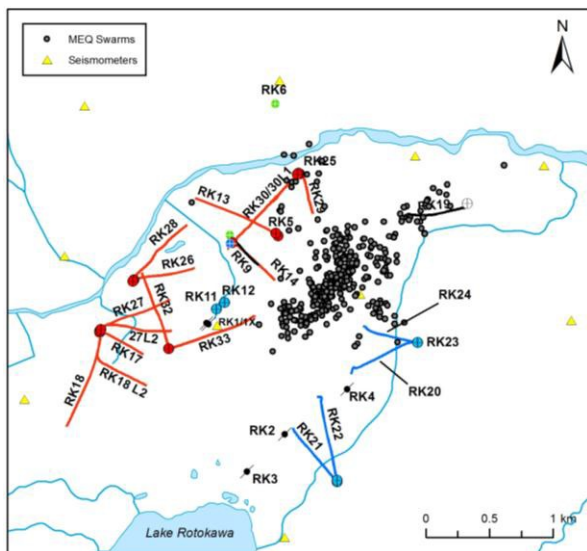 MEQ Swarms
Seismometers
N
RK6
RK25
RK30/30L1
RK29
RK13
RK19
RK5
RK28
RK9
RK14
RK26
RK12
RK11
RK27
RK32
RK1/1X
RK24
27L2
RK33
RK23
RK17
RK18
RK18 L2
RK20
RK4
RK22
RK21
RK2
RK3
Lake Rotokawa
0 0.5 1 km